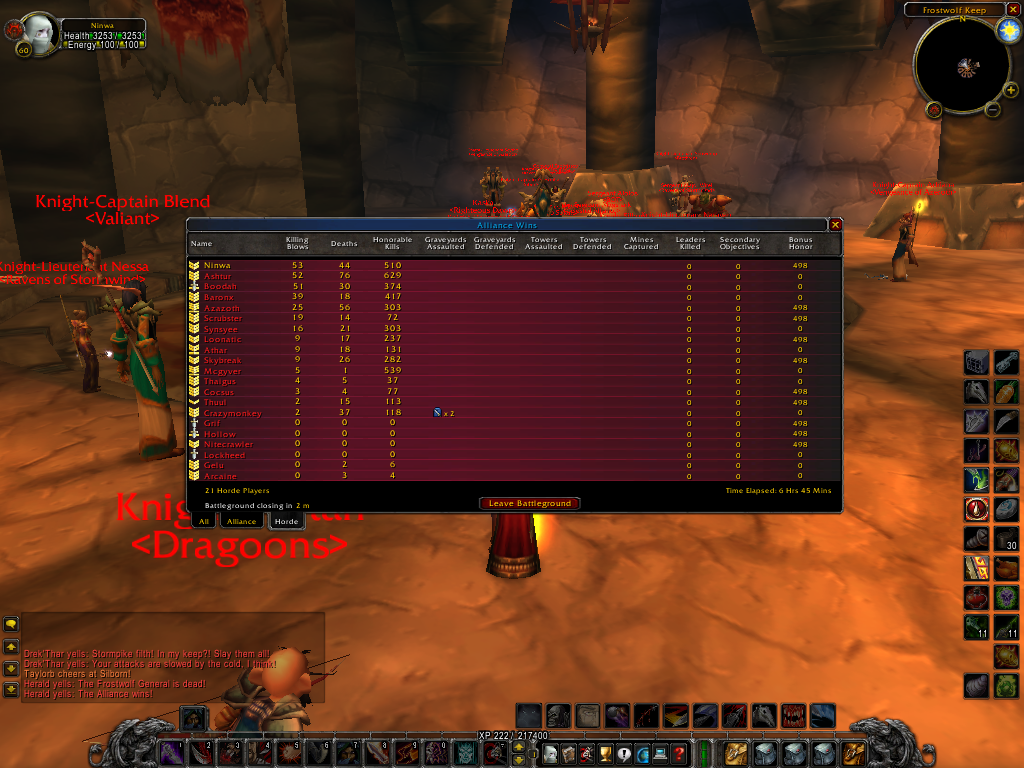 Frostwolf Keep
N
Ninwa
Health 3253 / 3253
Energy 100 / 100
60
Knight-Captain Blend
<Valiant>
Alliance Wins
Name Killing Blows Deaths Honorable Kills Graveyards Assaulted Graveyards Defended Towers Assaulted Towers Defended Mines Captured Leaders Killed Secondary Objectives Bonus Honor
Ninwa 53 44 510 0 0 498
Ashtur 52 76 629 0 0 0
Boodah 51 30 374 0 0 0
Baronx 39 18 417 0 0 0
Azazoth 25 56 303 0 0 498
Scrubster 19 14 72 0 0 498
Synsyee 16 21 303 0 0 0
Loonatic 9 17 237 0 0 498
Athar 9 18 131 0 0 0
Skybreak 9 26 282 0 0 498
Mcgyver 5 1 539 0 0 0
Thalgus 4 5 37 0 0 0
Cocsus 3 4 77 0 0 498
Thuul 2 15 113 0 0 498
Crazymonkey 2 37 118 x 2 0 0 0
Grif 0 0 0 0 0 498
Hollow 0 0 0 0 0 498
Nitecrawler 0 0 0 0 0 498
Lockheed 0 0 0 0 0 0
Gelu 0 2 6 0 0 0
Arcaine 0 3 4 0 0 0
21 Horde Players
Time Elapsed: 6 Hrs 45 Mins
Battleground closing in 2 m
Leave Battleground
All Alliance Horde
<Dragoons>
30
11 11
Drek'Thar yells: Stormpike filth! In my keep?! Slay them all!
Drek'Thar yells: Your attacks are slowed by the cold, I think!
Taylorb cheers at Silborn!
Herald yells: The Frostwolf General is dead!
Herald yells: The Alliance wins!
XP 222 / 217400